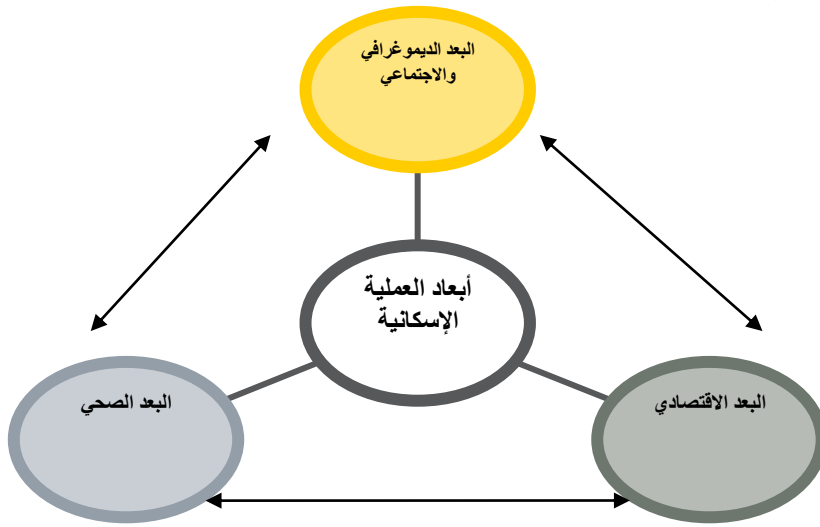 البعد الديموغرافي
والاجتماعي
أبعاد العملية
الإسكانية
البعد الاقتصادي
البعد الصحي